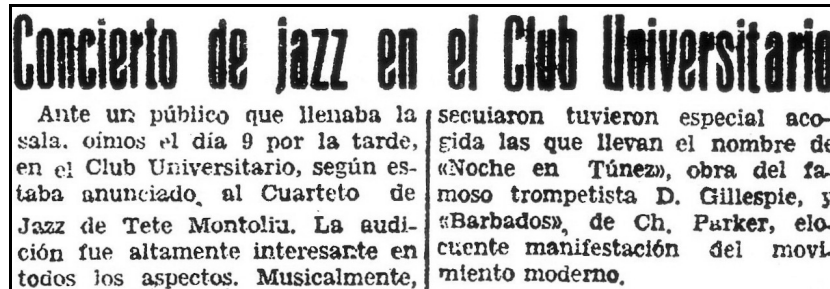 Concierto de jazz en el Club Universitario
Ante un público que llenaba la
sala, oímos el día 9 por la tarde,
en el Club Universitario, según es-
taba anunciado, al Cuarteto de
Jazz de Tete Montoliu. La audi-
ción fue altamente interesante en
todos los aspectos. Musicalmente,
secuiaron tuvieron especial aco-
gida las que llevan el nombre de
«Noche en Túnez», obra del fa-
moso trompetista D. Gillespie, y
«Barbados», de Ch. Parker, elo-
cuente manifestación del movi-
miento moderno.